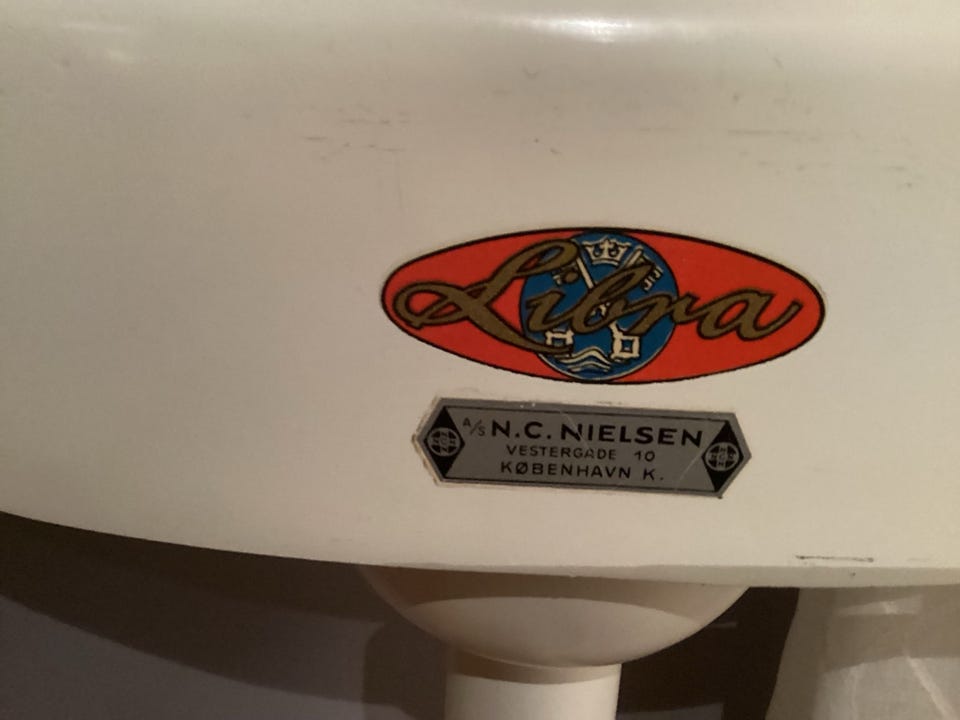 Libra
A/S N.C. NIELSEN
VESTERGADE 10
KØBENHAVN K.